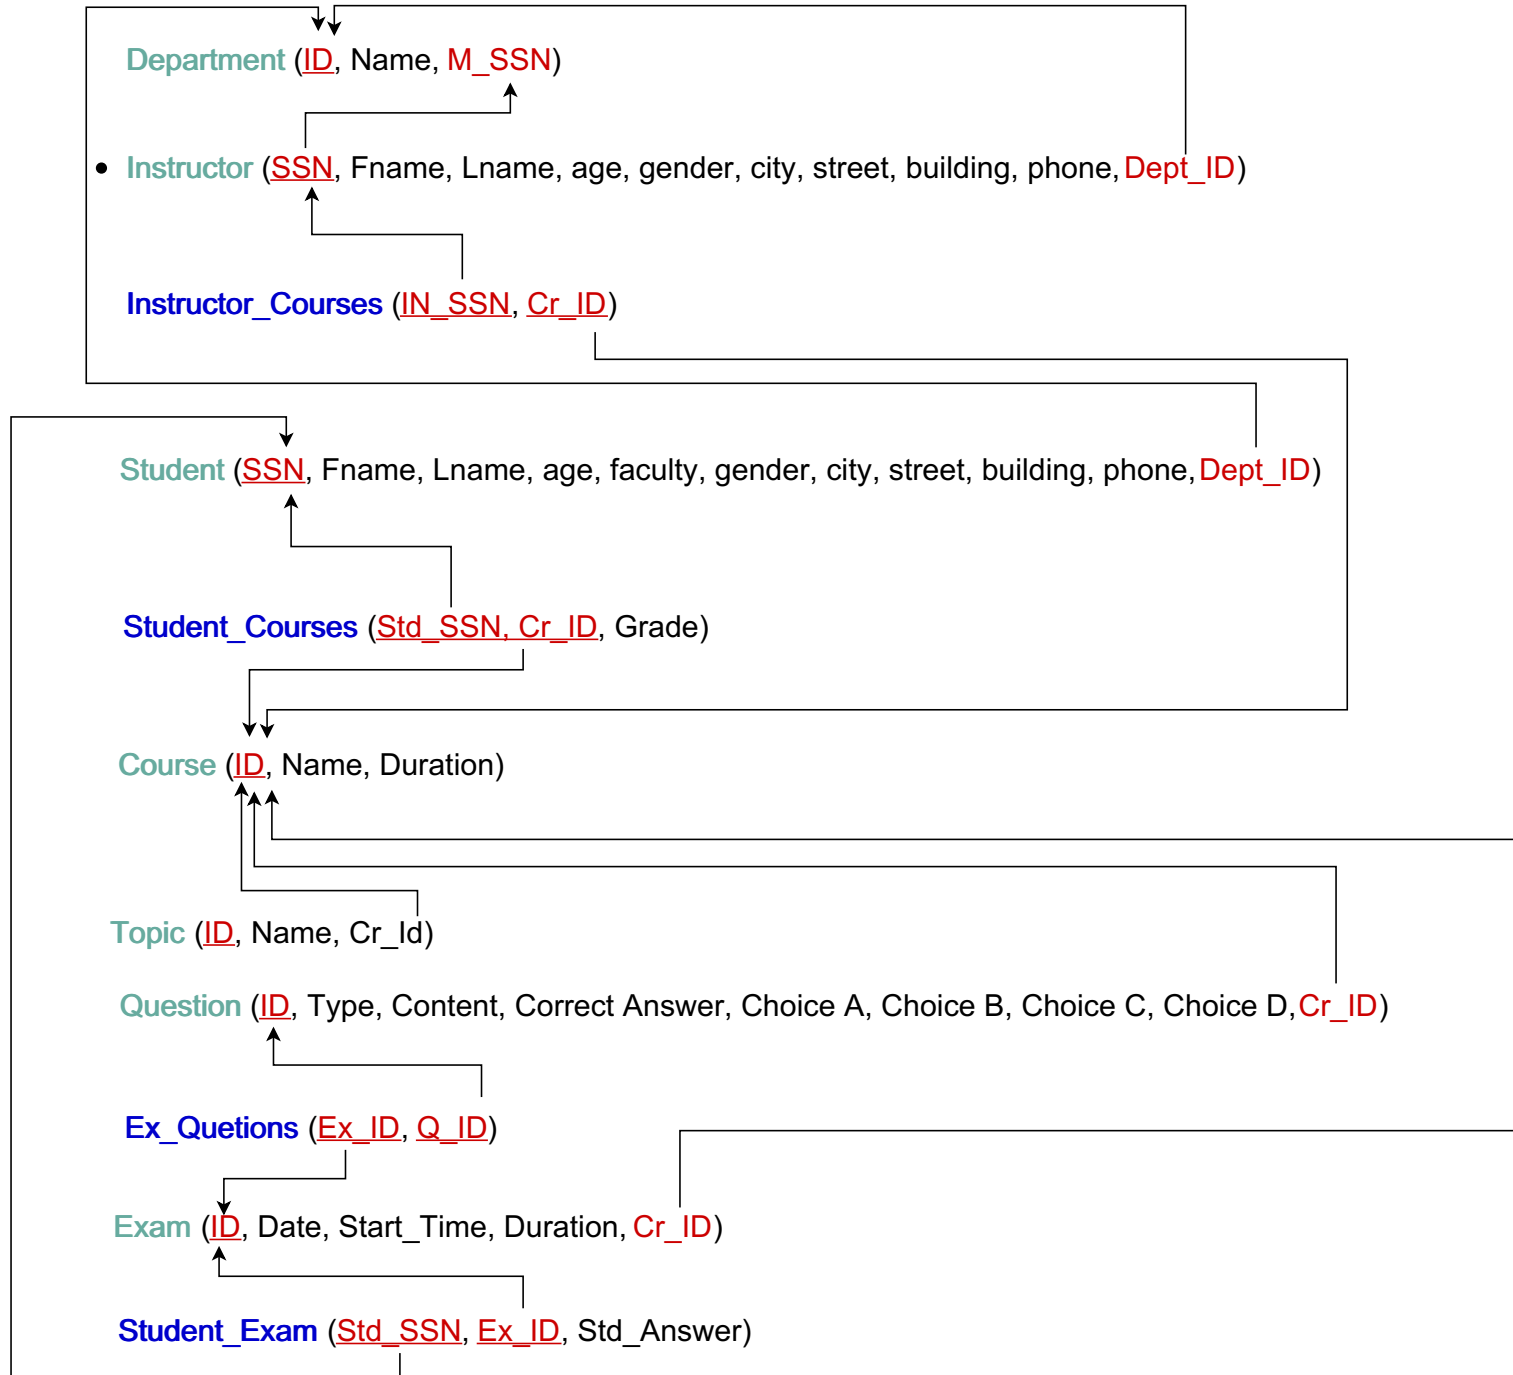 Department (ID, Name, M_SSN)
Instructor (SSN, Fname, Lname, age, gender, city, street, building, phone, Dept_ID)
Instructor_Courses (IN_SSN, Cr_ID)
Student (SSN, Fname, Lname, age, faculty, gender, city, street, building, phone, Dept_ID)
Student_Courses (Std_SSN, Cr_ID, Grade)
Course (ID, Name, Duration)
Topic (ID, Name, Cr_Id)
Question (ID, Type, Content, Correct Answer, Choice A, Choice B, Choice C, Choice D, Cr_ID)
Ex_Quetions (Ex_ID, Q_ID)
Exam (ID, Date, Start_Time, Duration, Cr_ID)
Student_Exam (Std_SSN, Ex_ID, Std_Answer)